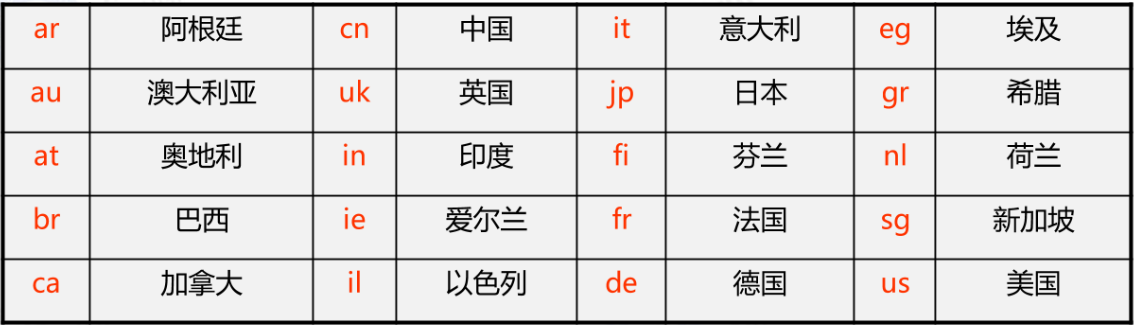 ar 阿根廷 cn 中国 it 意大利 eg 埃及
au 澳大利亚 uk 英国 jp 日本 gr 希腊
at 奥地利 in 印度 fi 芬兰 nl 荷兰
br 巴西 ie 爱尔兰 fr 法国 sg 新加坡
ca 加拿大 il 以色列 de 德国 us 美国